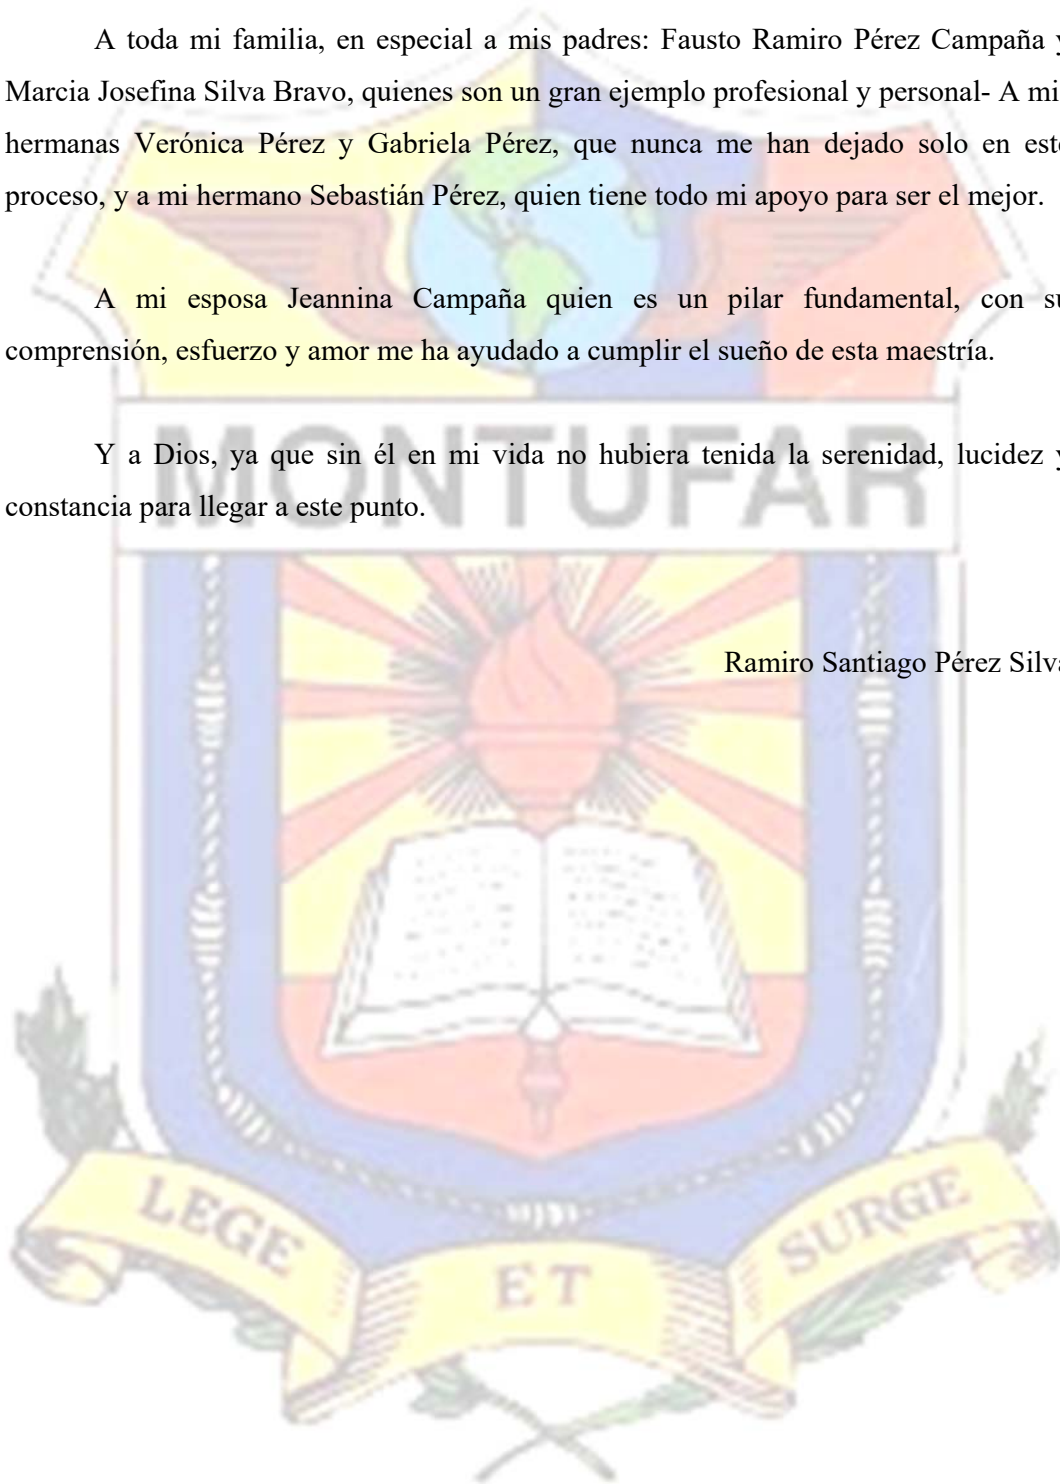 A toda mi familia, en especial a mis padres: Fausto Ramiro Pérez Campaña y
Marcia Josefina Silva Bravo, quienes son un gran ejemplo profesional y personal- A mi
hermanas Verónica Pérez y Gabriela Pérez, que nunca me han dejado solo en este
proceso, y a mi hermano Sebastián Pérez, quien tiene todo mi apoyo para ser el mejor.
A mi esposa Jeannina Campaña quien es un pilar fundamental, con su
comprensión, esfuerzo y amor me ha ayudado a cumplir el sueño de esta maestría.
MONTUFAR
Y a Dios, ya que sin él en mi vida no hubiera tenida la serenidad, lucidez y
constancia para llegar a este punto.
Ramiro Santiago Pérez Silva
LEGE ET SURGE